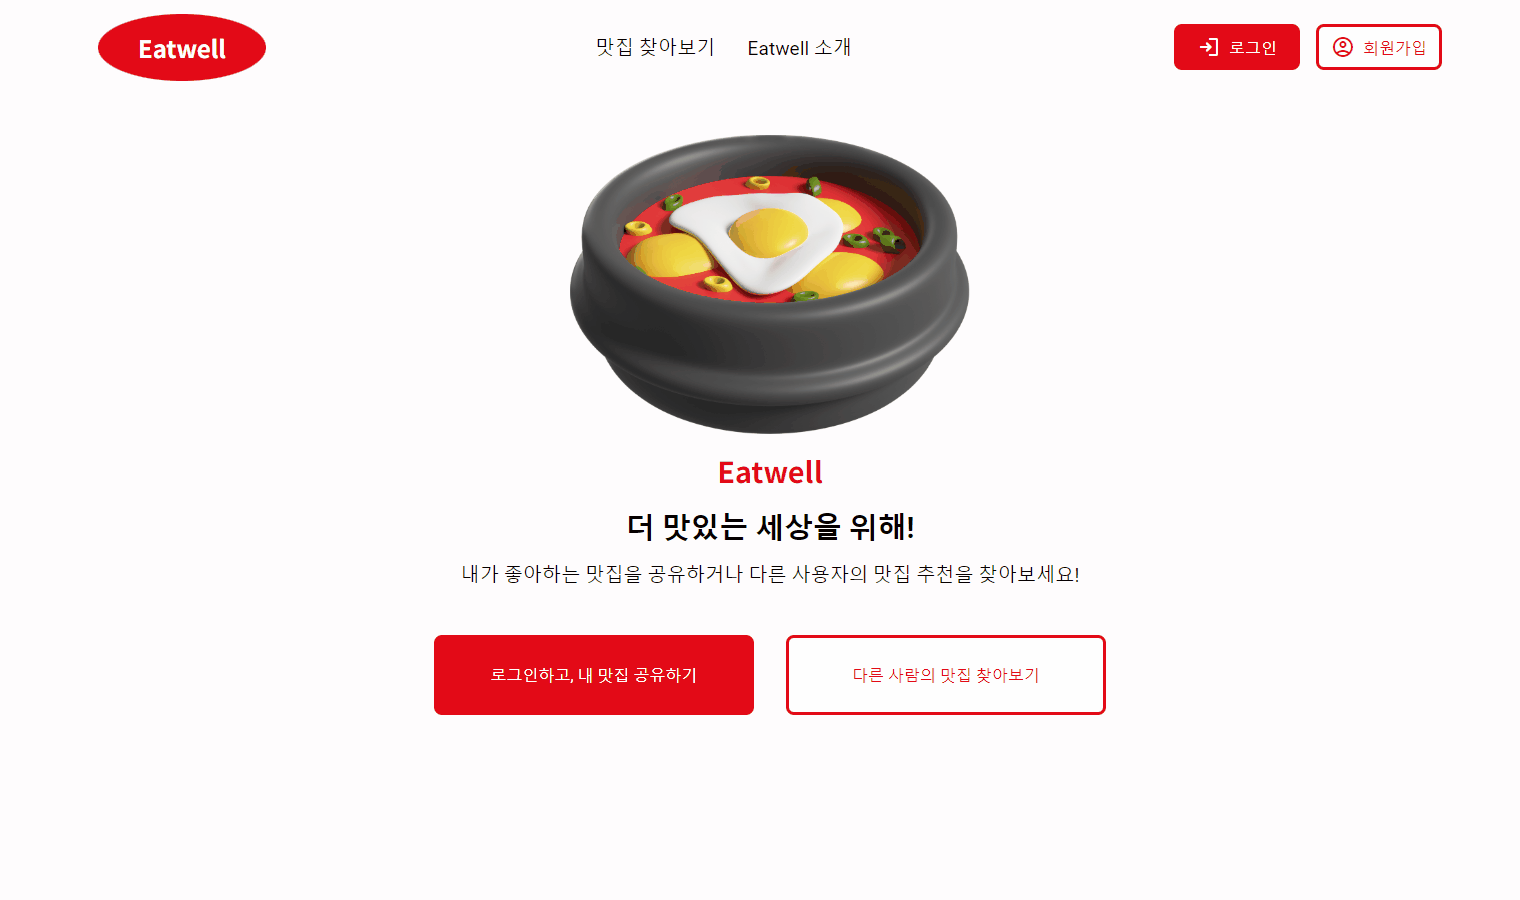 Eatwell
맛집 찾아보기
Eatwell 소개
로그인
회원가입
Eatwell
더 맛있는 세상을 위해!
내가 좋아하는 맛집을 공유하거나 다른 사용자의 맛집 추천을 찾아보세요!
로그인하고, 내 맛집 공유하기
다른 사람의 맛집 찾아보기